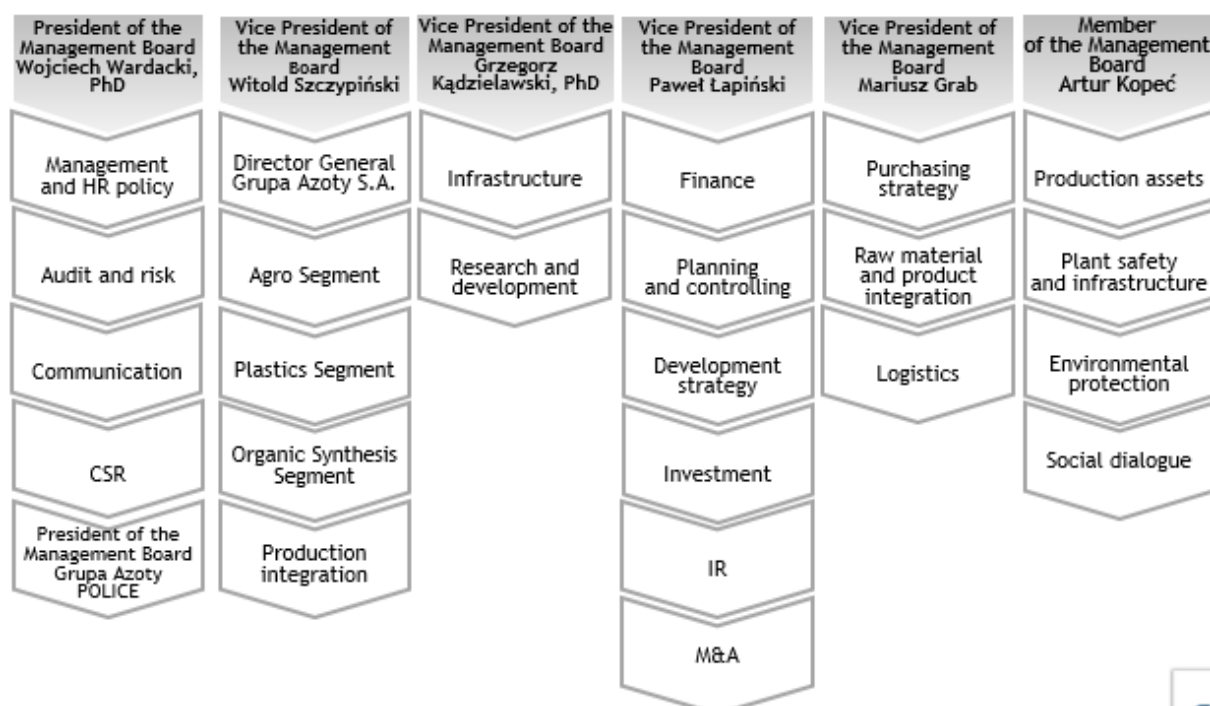 President of the
Management Board
Wojciech Wardacki,
PhD
Management
and HR policy
Audit and risk
Communication
CSR
President of the
Management Board
Grupa Azoty
POLICE
Vice President of
the Management
Board
Witold Szczypiński
Director General
Grupa Azoty S.A.
Agro Segment
Plastics Segment
Organic Synthesis
Segment
Production
integration
Vice President of the
Management Board
Grzegorz
Kądzielawski, PhD
Infrastructure
Research and
development
Vice President of
the Management
Board
Paweł Łapiński
Finance
Planning
and controlling
Development
strategy
Investment
IR
M&A
Vice President of
the Management
Board
Mariusz Grab
Purchasing
strategy
Raw material
and product
integration
Logistics
Member
of the Management
Board
Artur Kopeć
Production assets
Plant safety
and infrastructure
Environmental
protection
Social dialogue